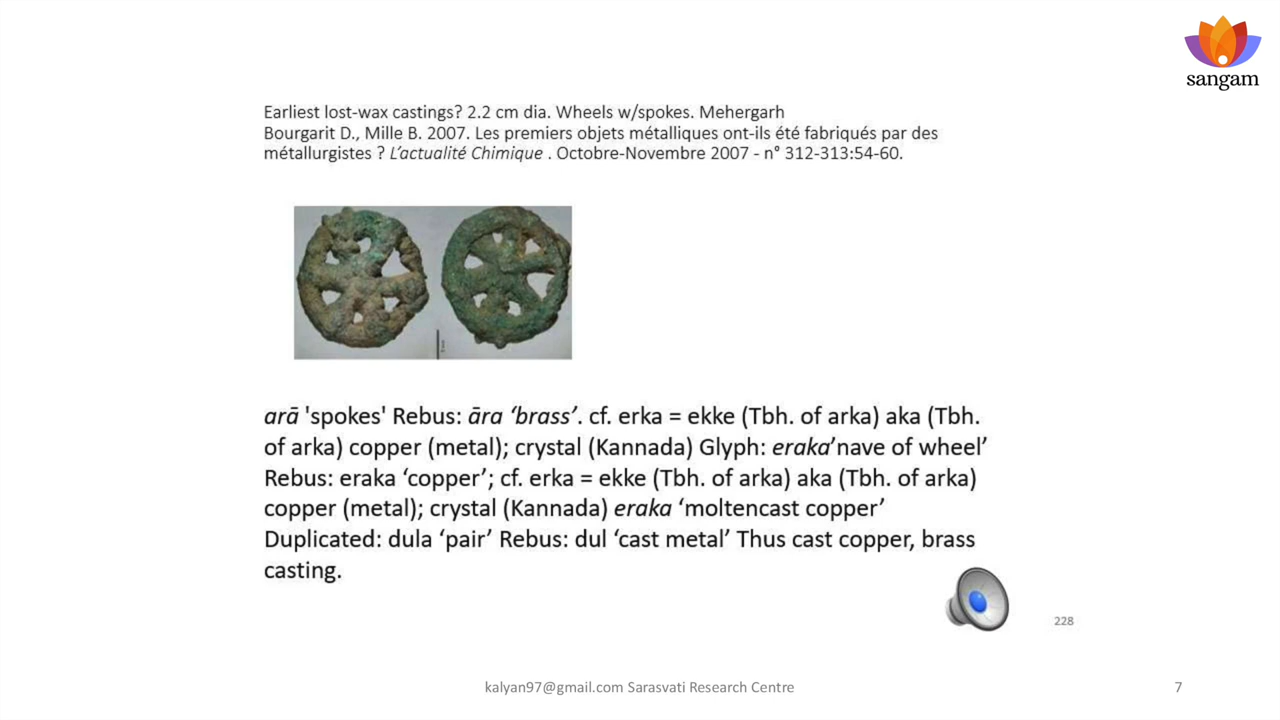 sangam
Earliest lost-wax castings? 2.2 cm dia. Wheels w/spokes. Mehergarh
Bourgarit D., Mille B. 2007. Les premiers objets métalliques ont-ils été fabriqués par des
métallurgistes ? L’actualité Chimique . Octobre-Novembre 2007 - n° 312-313:54-60.
arā 'spokes' Rebus: āra ‘brass’. cf. erka = ekke (Tbh. of arka) aka (Tbh.
of arka) copper (metal); crystal (Kannada) Glyph: eraka’nave of wheel’
Rebus: eraka ‘copper’; cf. erka = ekke (Tbh. of arka) aka (Tbh. of arka)
copper (metal); crystal (Kannada) eraka ‘moltencast copper’
Duplicated: dula ‘pair’ Rebus: dul ‘cast metal’ Thus cast copper, brass
casting.
228
kalyan97@gmail.com Sarasvati Research Centre
7